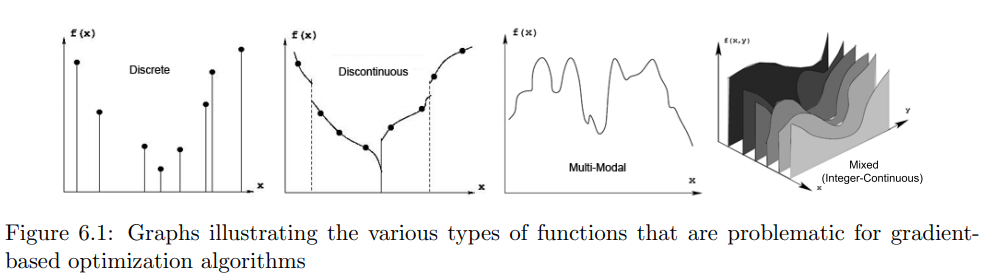 f(x)
Discrete
x
f(x)
Discontinuous
x
f(x)
Multi-Modal
x
f(x,y)
y
Mixed
(Integer-Continuous)
x
Figure 6.1: Graphs illustrating the various types of functions that are problematic for gradient-
based optimization algorithms